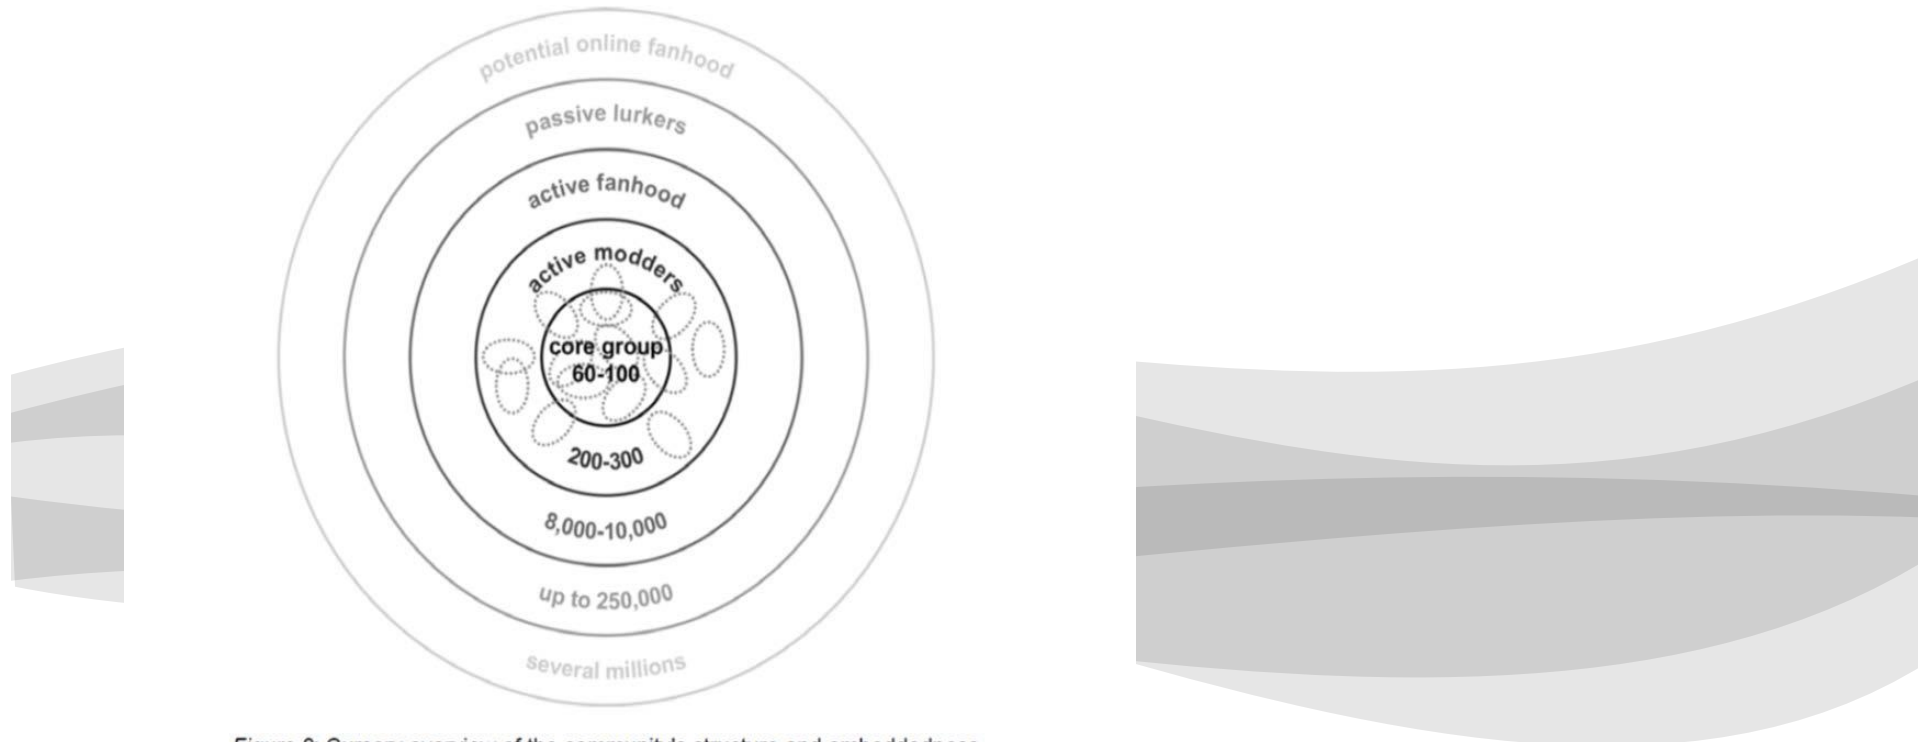 potential online fanhood
passive lurkers
active fanhood
active modders
core group
60-100
200-300
8,000-10,000
up to 250,000
several millions